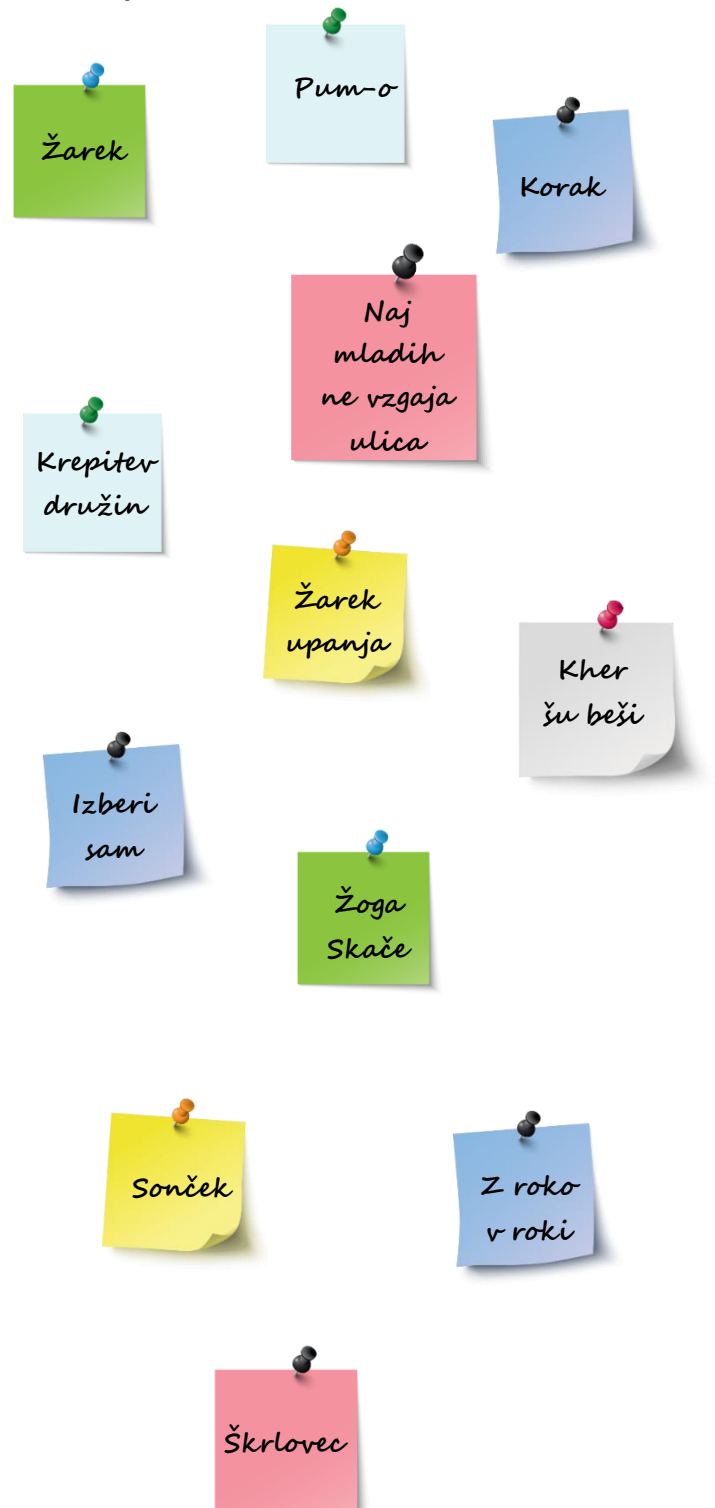 Pum-o
Žarek
Korak
Naj
mladih
ne vzgaja
ulica
Krepitev
družin
Žarek
upanja
Kher
šu beši
Izberi
sam
Žoga
Skače
Sonček
Z roko
v roki
Škrlovec